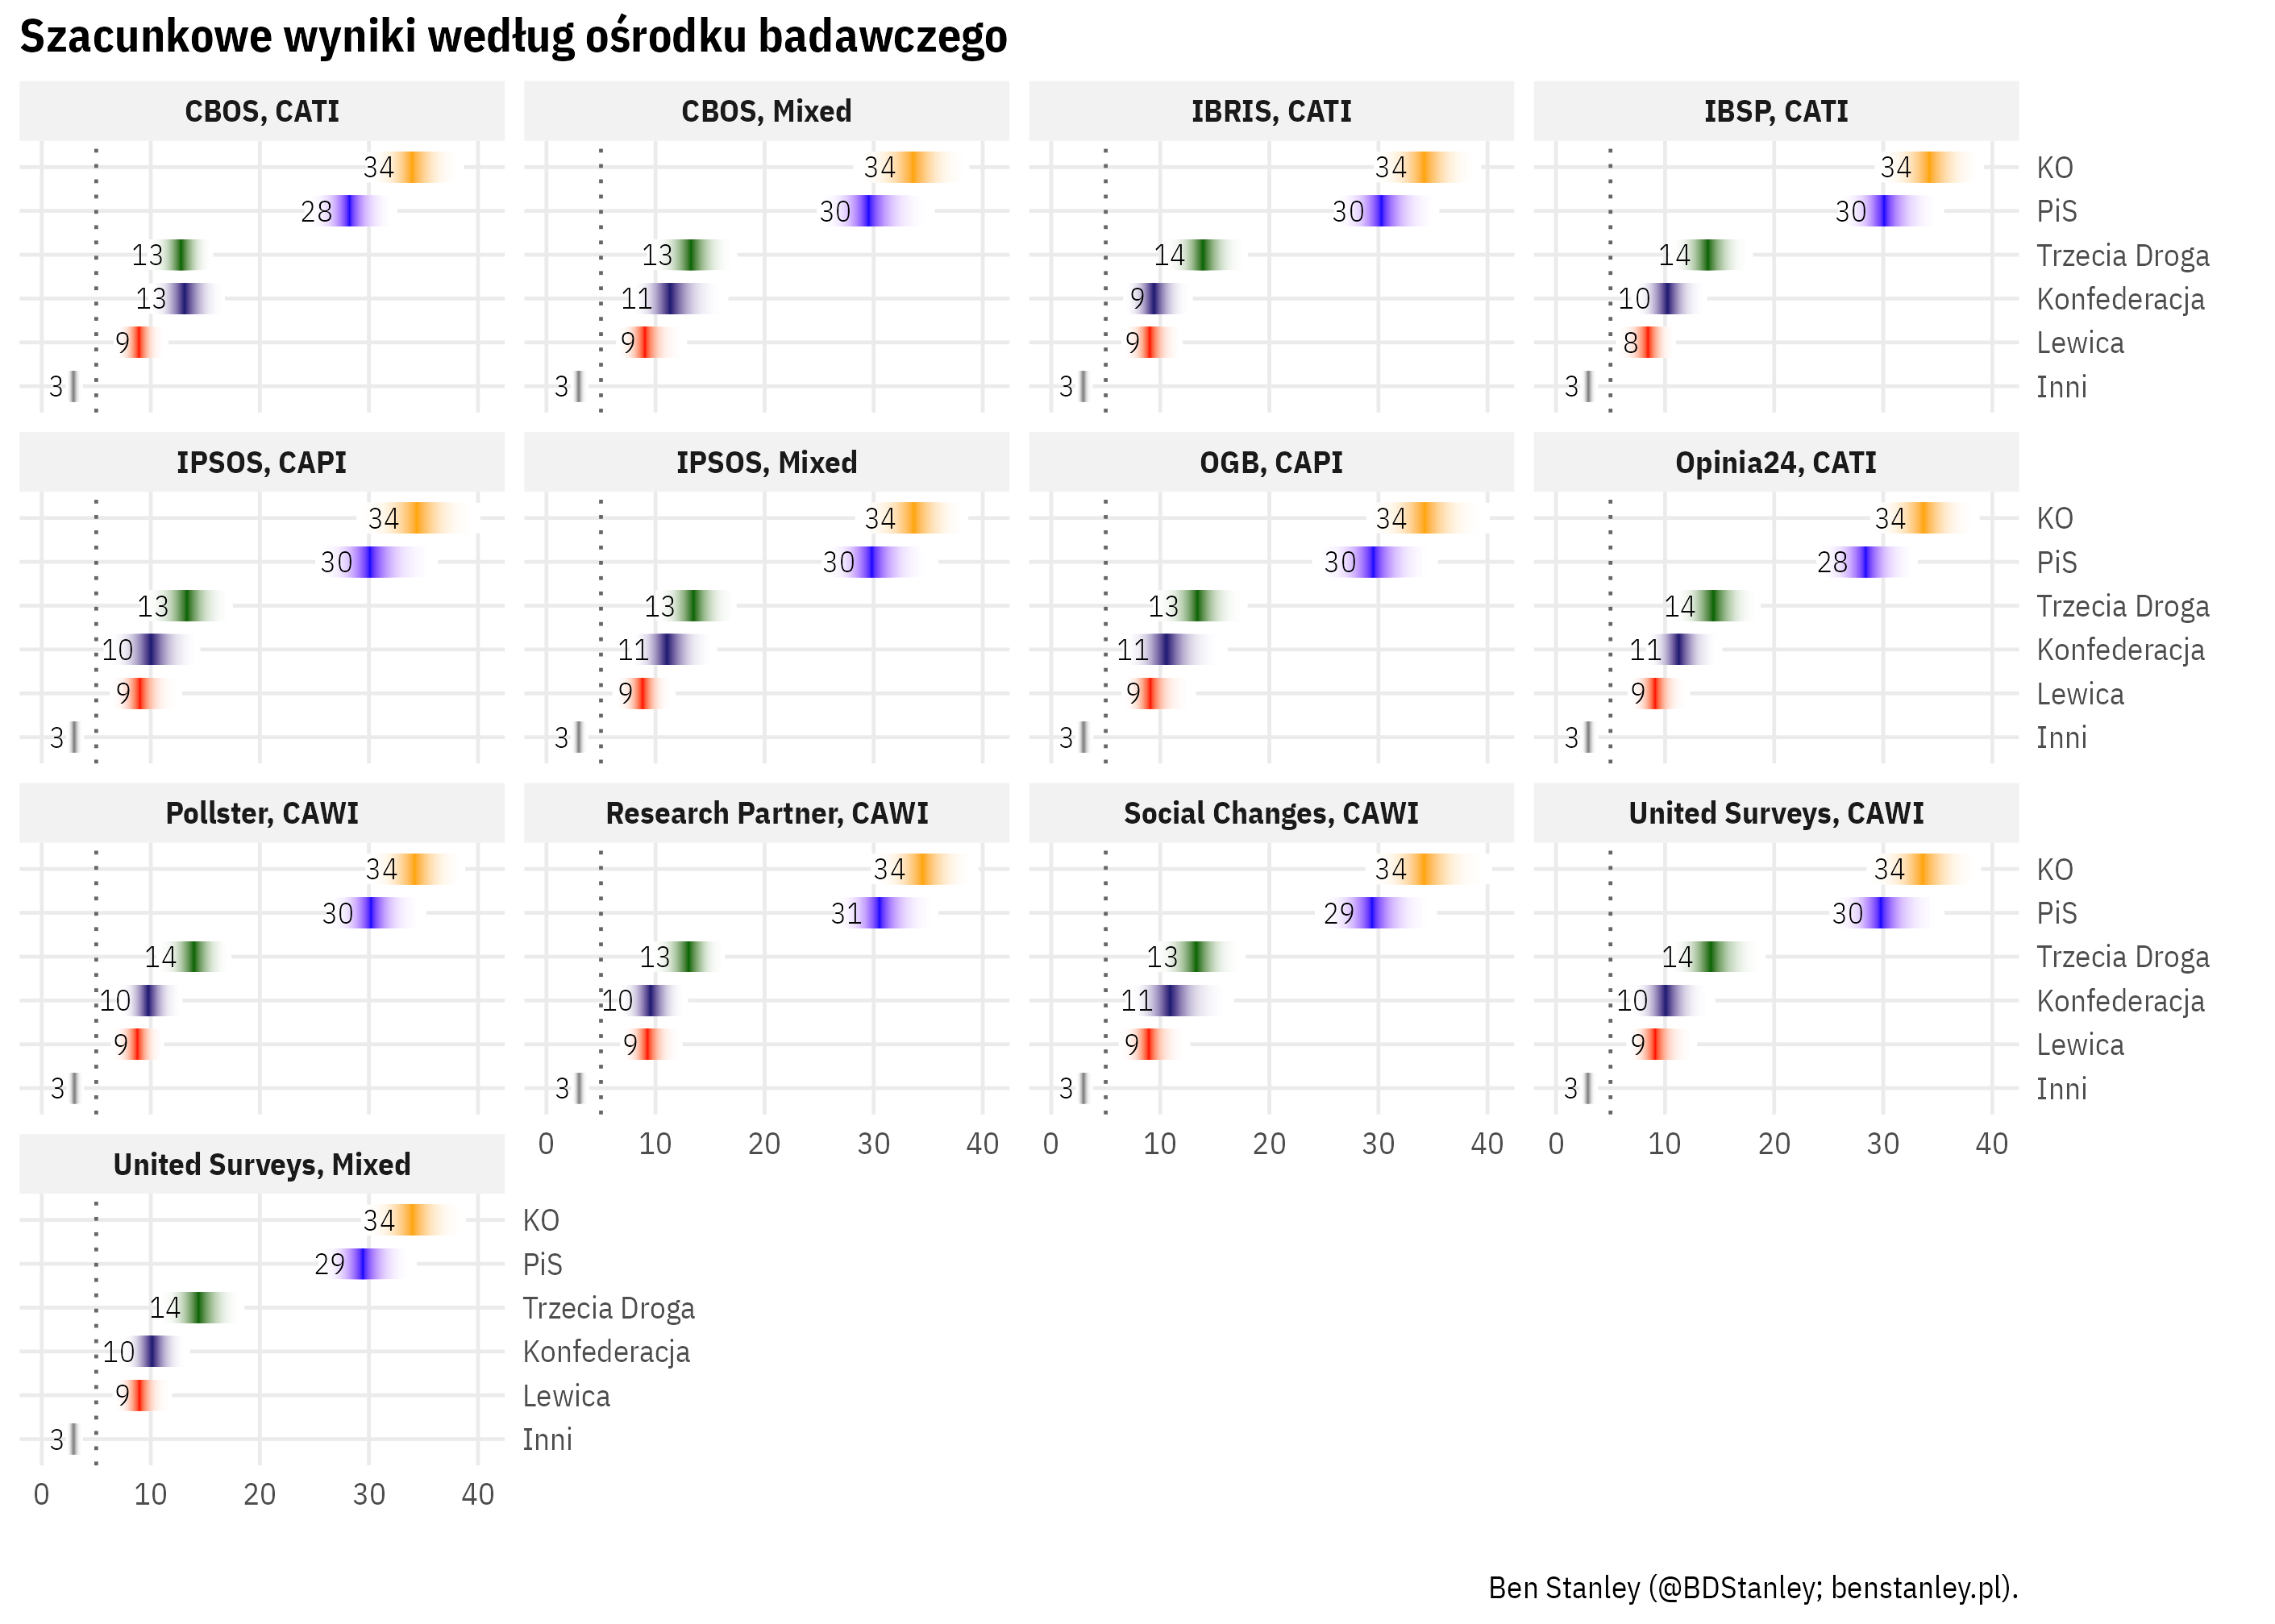 Szacunkowe wyniki według ośrodku badawczego
CBOS, CATI
CBOS, Mixed
IBRIS, CATI
IBSP, CATI
34 34 34 34 KO
28 30 30 30 PiS
13 13 14 14 Trzecia Droga
13 11 9 10 Konfederacja
9 9 9 8 Lewica
3 3 3 3 Inni
IPSOS, CAPI
IPSOS, Mixed
OGB, CAPI
Opinia24, CATI
34 34 34 34 KO
30 30 30 28 PiS
13 13 13 14 Trzecia Droga
10 11 11 11 Konfederacja
9 9 9 9 Lewica
3 3 3 3 Inni
Pollster, CAWI
Research Partner, CAWI
Social Changes, CAWI
United Surveys, CAWI
34 34 34 34 KO
30 31 29 30 PiS
14 13 13 14 Trzecia Droga
10 10 11 10 Konfederacja
9 9 9 9 Lewica
3 3 3 3 Inni
0 10 20 30 40 0 10 20 30 40 0 10 20 30 40
United Surveys, Mixed
34 KO
29 PiS
14 Trzecia Droga
10 Konfederacja
9 Lewica
3 Inni
0 10 20 30 40
Ben Stanley (@BDStanley; benstanley.pl).